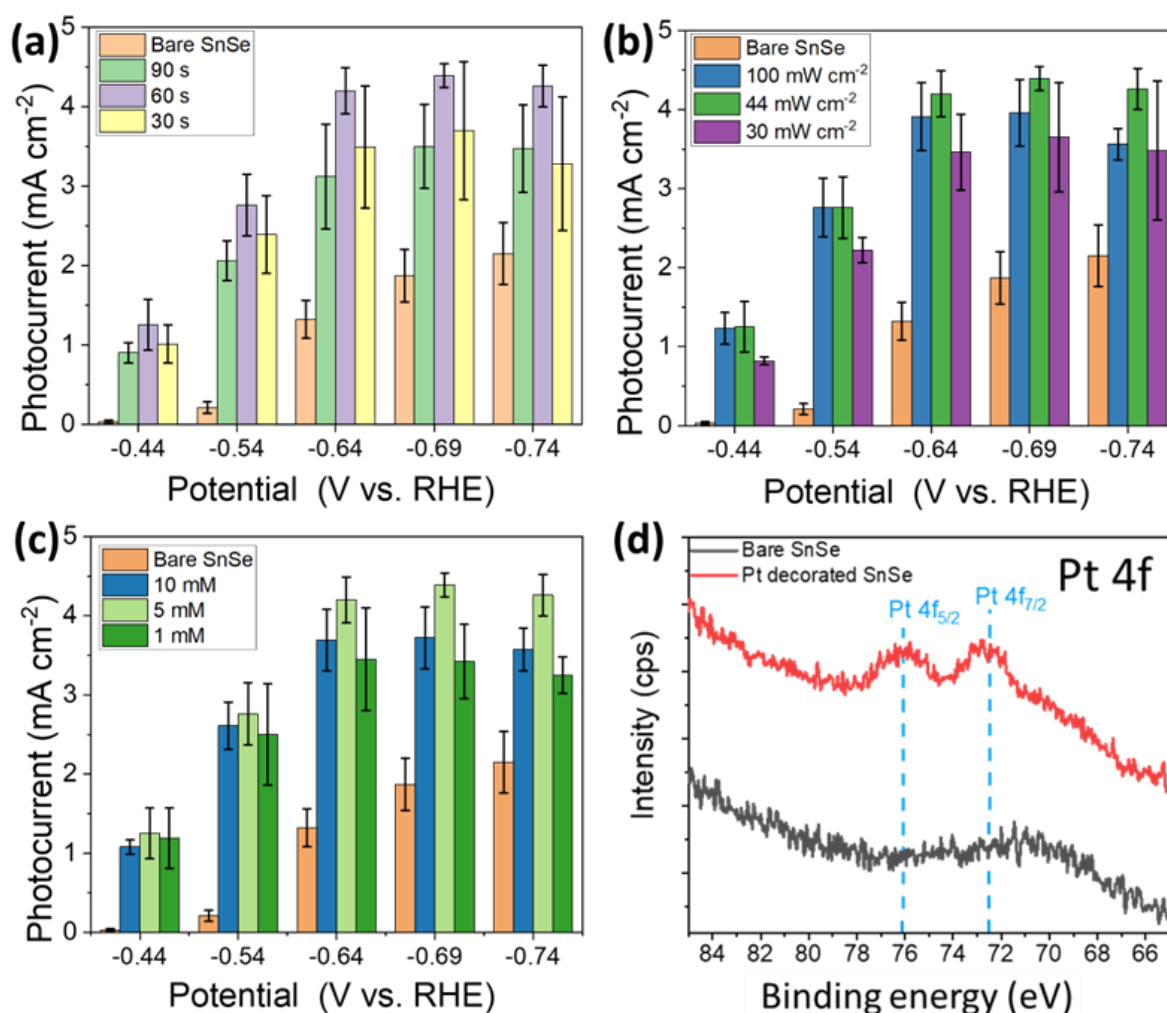 (a)
Bare SnSe
90 s
60 s
30 s
5
4
3
2
1
0
Photocurrent (mA cm⁻²)
-0.44 -0.54 -0.64 -0.69 -0.74
Potential (V vs. RHE)
(b)
Bare SnSe
100 mW cm⁻²
44 mW cm⁻²
30 mW cm⁻²
5
4
3
2
1
0
Photocurrent (mA cm⁻²)
-0.44 -0.54 -0.64 -0.69 -0.74
Potential (V vs. RHE)
(c)
Bare SnSe
10 mM
5 mM
1 mM
5
4
3
2
1
0
Photocurrent (mA cm⁻²)
-0.44 -0.54 -0.64 -0.69 -0.74
Potential (V vs. RHE)
(d)
Bare SnSe
Pt decorated SnSe
Pt 4f
Pt 4f5/2
Pt 4f7/2
Intensity (cps)
84 82 80 78 76 74 72 70 68 66
Binding energy (eV)